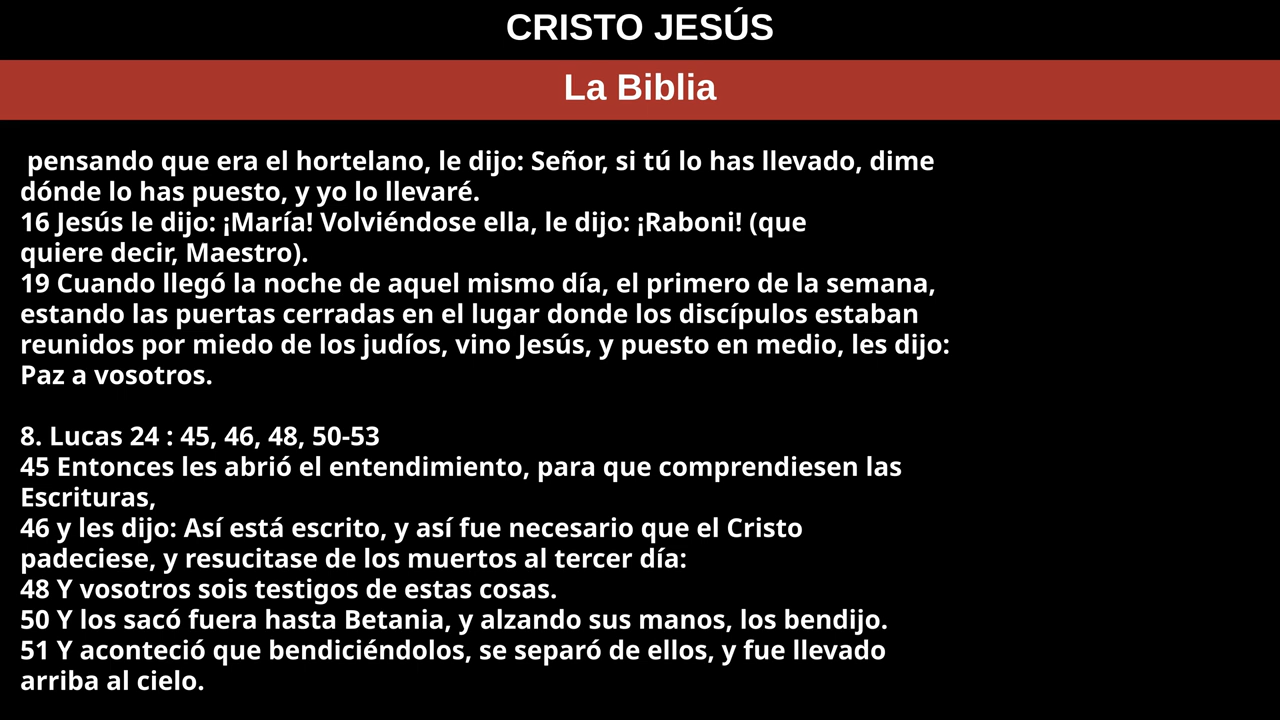 CRISTO JESÚS
La Biblia
pensando que era el hortelano, le dijo: Señor, si tú lo has llevado, dime
dónde lo has puesto, y yo lo llevaré.
16 Jesús le dijo: ¡María! Volviéndose ella, le dijo: ¡Raboni! (que
quiere decir, Maestro).
19 Cuando llegó la noche de aquel mismo día, el primero de la semana,
estando las puertas cerradas en el lugar donde los discípulos estaban
reunidos por miedo de los judíos, vino Jesús, y puesto en medio, les dijo:
Paz a vosotros.
8. Lucas 24 : 45, 46, 48, 50-53
45 Entonces les abrió el entendimiento, para que comprendiesen las
Escrituras,
46 y les dijo: Así está escrito, y así fue necesario que el Cristo
padeciese, y resucitase de los muertos al tercer día:
48 Y vosotros sois testigos de estas cosas.
50 Y los sacó fuera hasta Betania, y alzando sus manos, los bendijo.
51 Y aconteció que bendiciéndolos, se separó de ellos, y fue llevado
arriba al cielo.